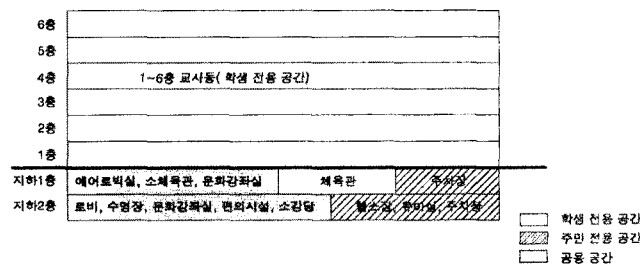 6층
5층
4층
1~6층 교사동( 학생 전용 공간)
3층
2층
1층
지하1층
에어로빅실, 소체육관, 문화강좌실
체육관
주차장
지하2층
로비, 수영장, 문화강좌실, 편의시설, 소강당
헬스장, 주차장
학생 전용 공간
주민 전용 공간
공용 공간